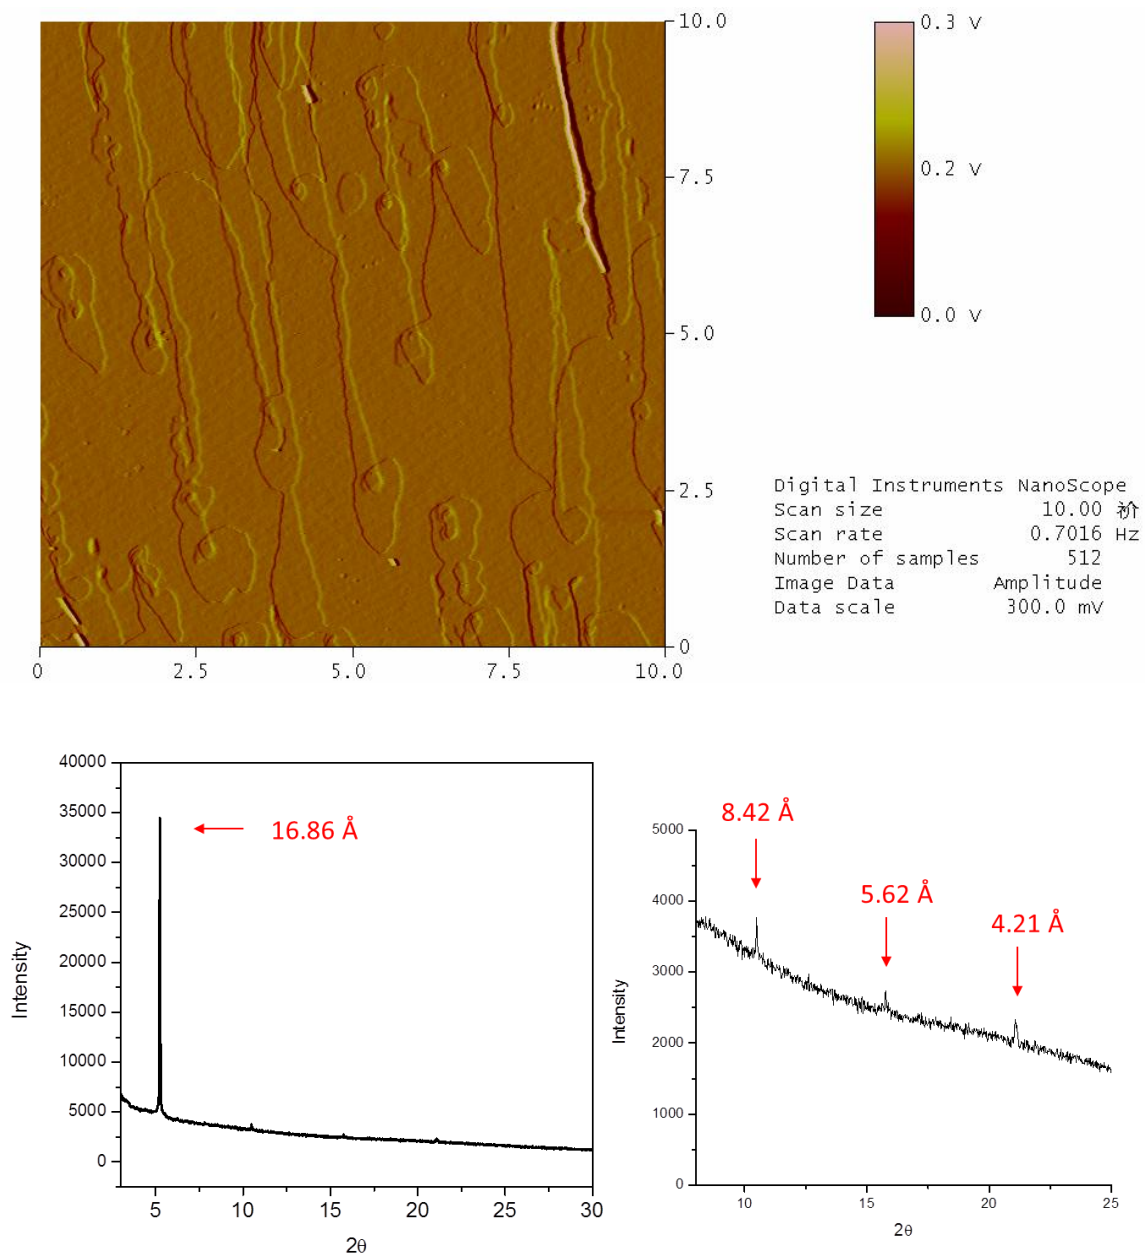 10.0
7.5
5.0
2.5
0
0 2.5 5.0 7.5 10.0
0.3 V
0.2 V
0.0 V
Digital Instruments NanoScope
Scan size 10.00
Scan rate 0.7016 Hz
Number of samples 512
Image Data Amplitude
Data scale 300.0 mV
40000
35000
30000
25000
20000
15000
10000
5000
0
Intensity
16.86 Å
5 10 15 20 25 30
2θ
5000
4000
3000
2000
1000
0
Intensity
8.42 Å
5.62 Å
4.21 Å
10 15 20 25
2θ